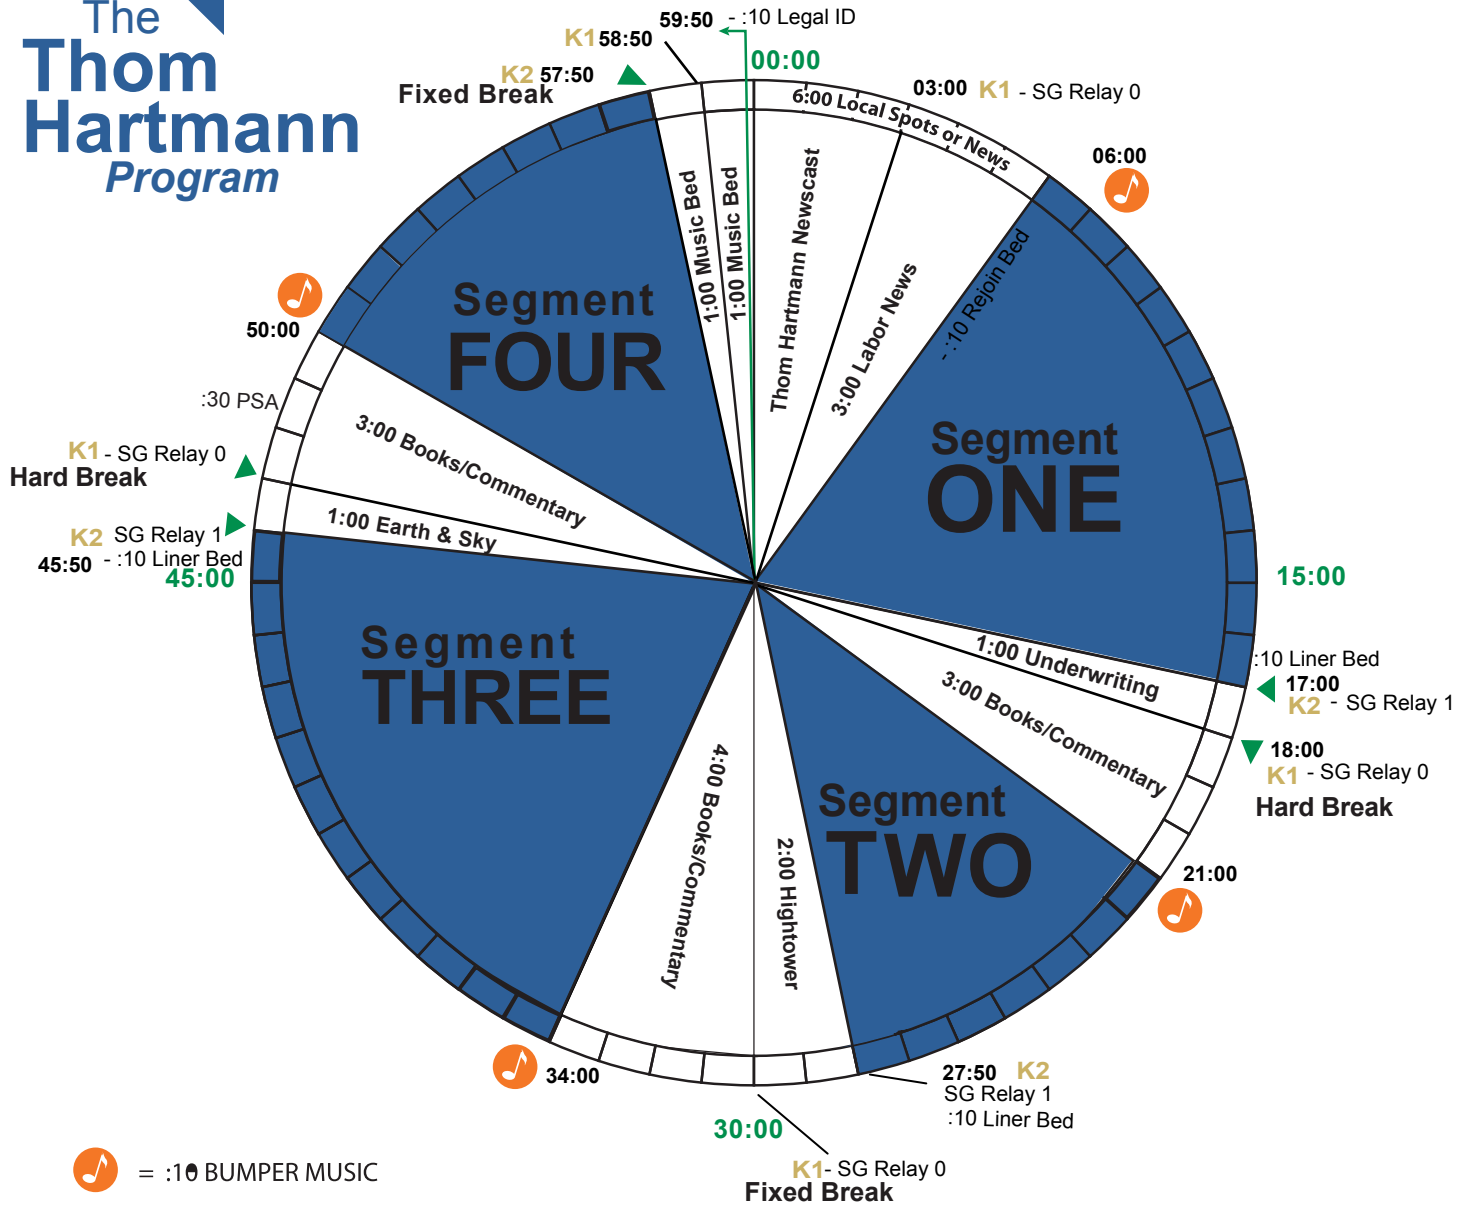 The
Thom
Hartmann
Program
59:50 - :10 Legal ID
K1 58:50
00:00
K2 57:50
Fixed Break
03:00 K1 - SG Relay 0
6:00 Local Spots or News
06:00
1:00 Music Bed
1:00 Music Bed
Thom Hartmann Newscast
3:00 Labor News
- :10 Rejoin Bed
Segment
ONE
15:00
1:00 Underwriting
:10 Liner Bed
17:00
K2 - SG Relay 1
3:00 Books/Commentary
18:00
K1 - SG Relay 0
Hard Break
21:00
Segment
TWO
2:00 Hightower
27:50 K2
SG Relay 1
:10 Liner Bed
30:00
K1- SG Relay 0
Fixed Break
4:00 Books/Commentary
34:00
Segment
THREE
45:00
K2 SG Relay 1
45:50 - :10 Liner Bed
1:00 Earth & Sky
K1 - SG Relay 0
Hard Break
:30 PSA
3:00 Books/Commentary
50:00
Segment
FOUR
= :10 BUMPER MUSIC